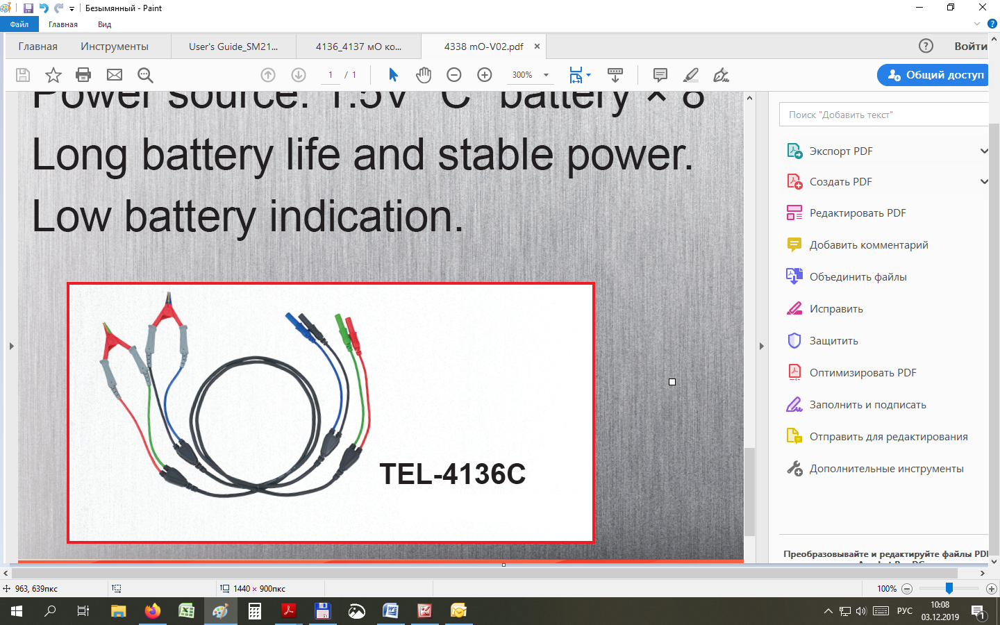 Безымянный - Paint
Файл Главная Вид
Главная Инструменты User's Guide_SM21... 4136_4137 мО ко... 4338 mO-V02.pdf Войти
1 / 1 300% Общий доступ
Power source: 1.5V "C" battery × 8
Long battery life and stable power.
Low battery indication.
TEL-4136C
Поиск "Добавить текст"
Экспорт PDF
Создать PDF
Редактировать PDF
Добавить комментарий
Объединить файлы
Исправить
Защитить
Оптимизировать PDF
Заполнить и подписать
Отправить для редактирования
Дополнительные инструменты
Преобразовывайте и редактируйте файлы PDF
963, 639пкс 1440 × 900пкс 100%
РУС 10:08
03.12.2019 1